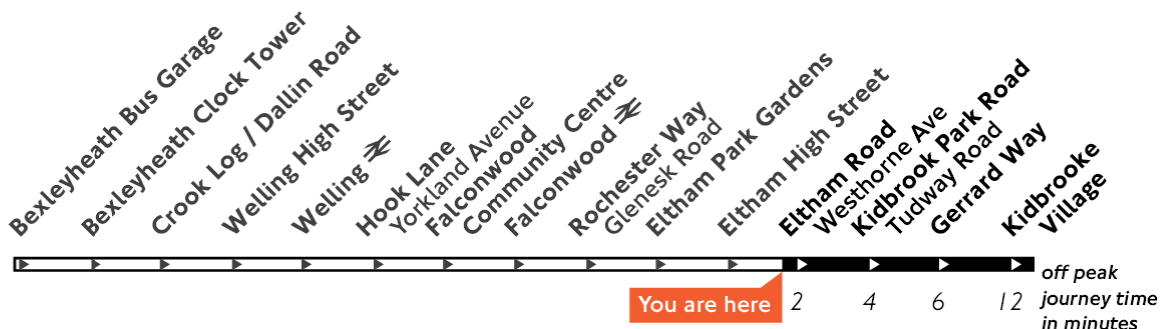 Bexleyheath Bus Garage
Bexleyheath Clock Tower
Crook Log / Dallin Road
Welling High Street
Welling
Hook Lane
Yorkland Avenue
Falconwood
Community Centre
Falconwood
Rochester Way
Glenesk Road
Eltham Park Gardens
Eltham High Street
Eltham Road
Westhorne Ave
Kidbrook Park Road
Tudway Road
Gerrard Way
Kidbrooke
Village
You are here
2 4 6 12
off peak
journey time
in minutes